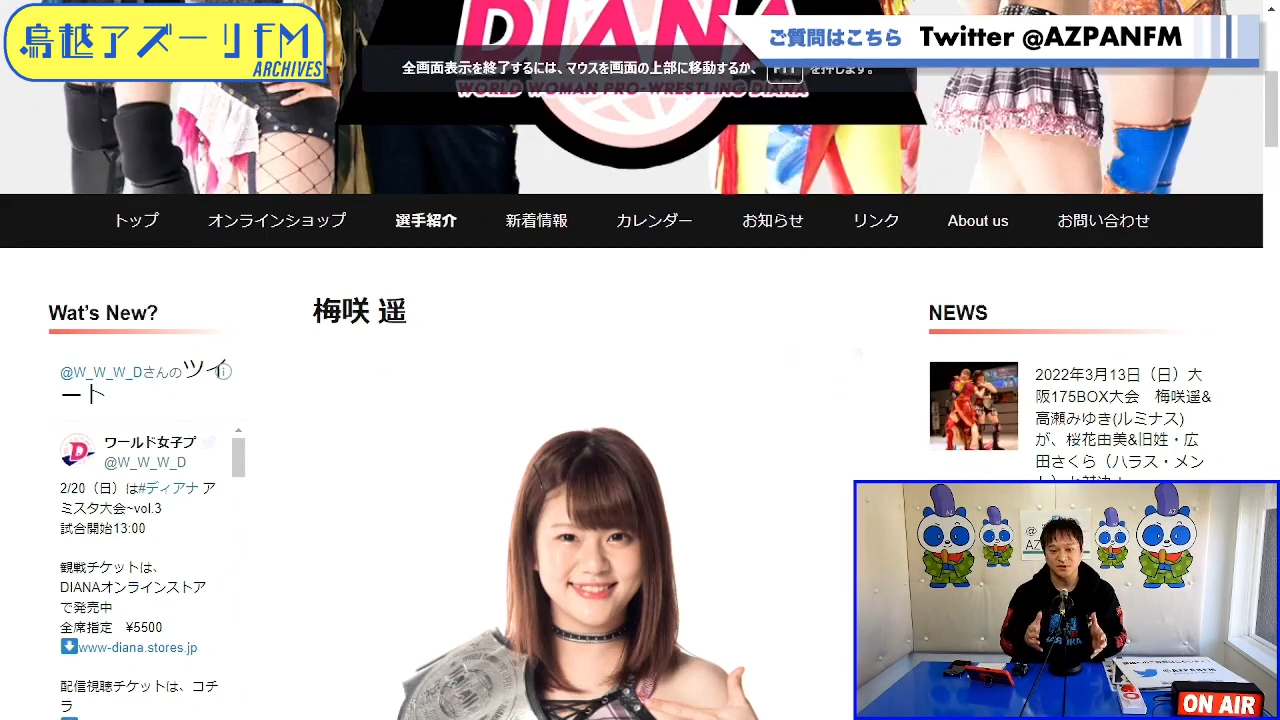 鳥越アズーリFM
ARCHIVES
DIANA
ご質問はこちら Twitter @AZPANFM
全画面表示を終了するには、マウスを画面の上部に移動するか、 F11 を押します。
WORLD WOMAN PRO-WRESTLING DIANA
トップ オンラインショップ 選手紹介 新着情報 カレンダー お知らせ リンク About us お問い合わせ
Wat's New?
@W_W_W_Dさんのツイ
ート
ワールド女子プ
@W_W_W_D
2/20（日）は#ディアナ ア
ミスタ大会~vol.3
試合開始13:00
観戦チケットは、
DIANAオンラインストア
で発売中
全席指定　¥5500
www-diana.stores.jp
配信視聴チケットは、コチ
ラ
梅咲 遥
NEWS
2022年3月13日（日）大
阪175BOX大会　梅咲遥&
高瀬みゆき(ルミナス)
が、桜花由美&旧姓・広
田さくら（ハラス・メン
ON AIR